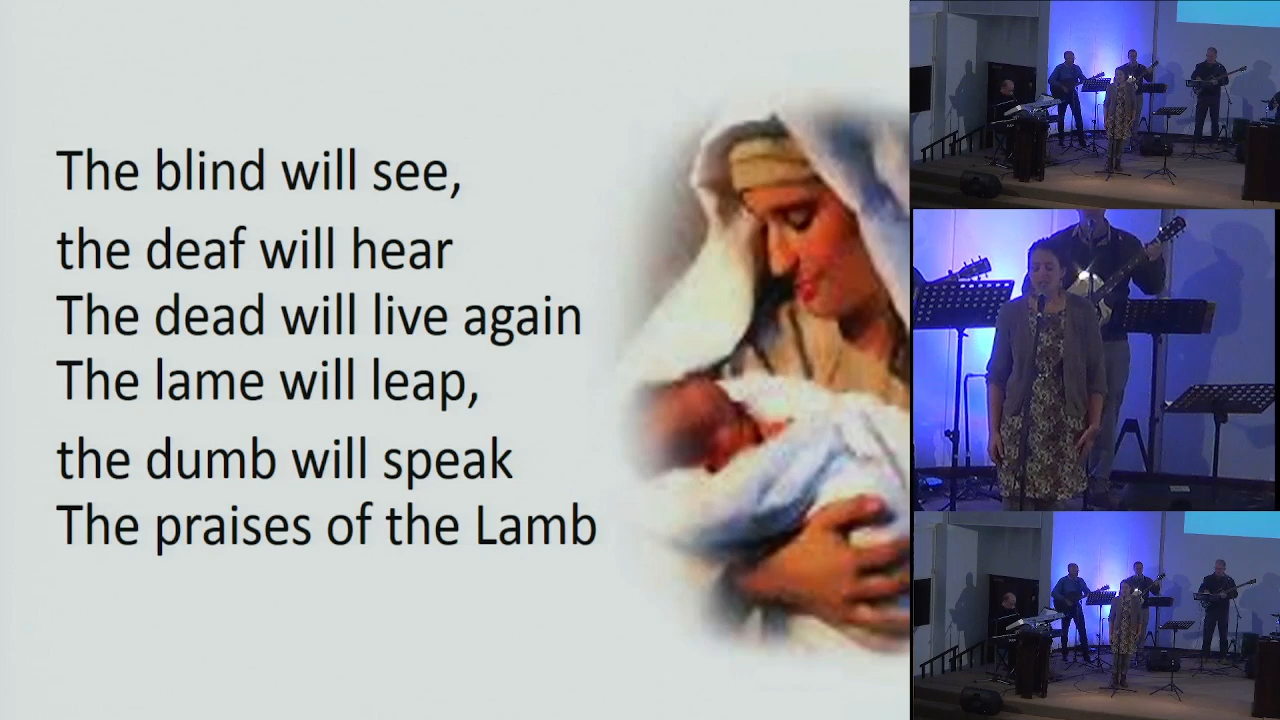 The blind will see,
the deaf will hear
The dead will live again
The lame will leap,
the dumb will speak
The praises of the Lamb